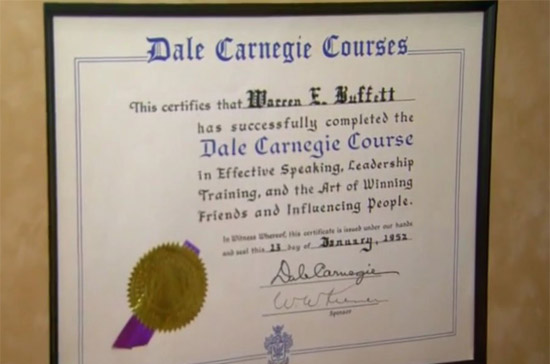 Dale Carnegie Courses
This certifies that Warren E. Buffett
has successfully completed the
Dale Carnegie Course
in Effective Speaking, Leadership
Training, and the Art of Winning
Friends and Influencing People.
In Witness Whereof, this certificate is issued under our hands
and seal this 13 day of January, 1952
Dale Carnegie
Sponsor